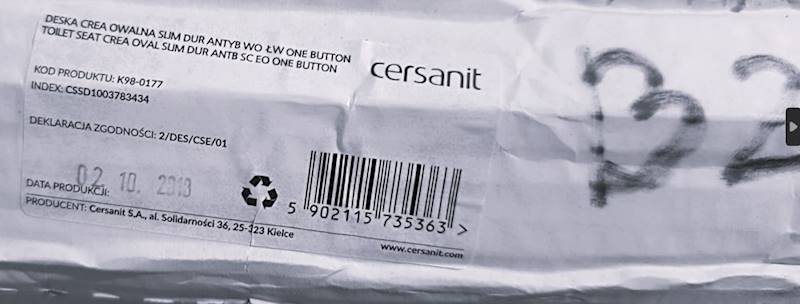 DESKA CREA OWALNA SLIM DUR ANTYB WO ŁW ONE BUTTON
TOILET SEAT CREA OVAL SLIM DUR ANTB SC EO ONE BUTTON
cersanit
KOD PRODUKTU: K98-0177
INDEX: CSSD1003783434
DEKLARACJA ZGODNOŚCI: 2/DES/CSE/01
DATA PRODUKCJI: 02. 10. 2018
PRODUCENT: Cersanit S.A., al. Solidarności 36, 25-323 Kielce
5 902115 735363 >
www.cersanit.com
B2